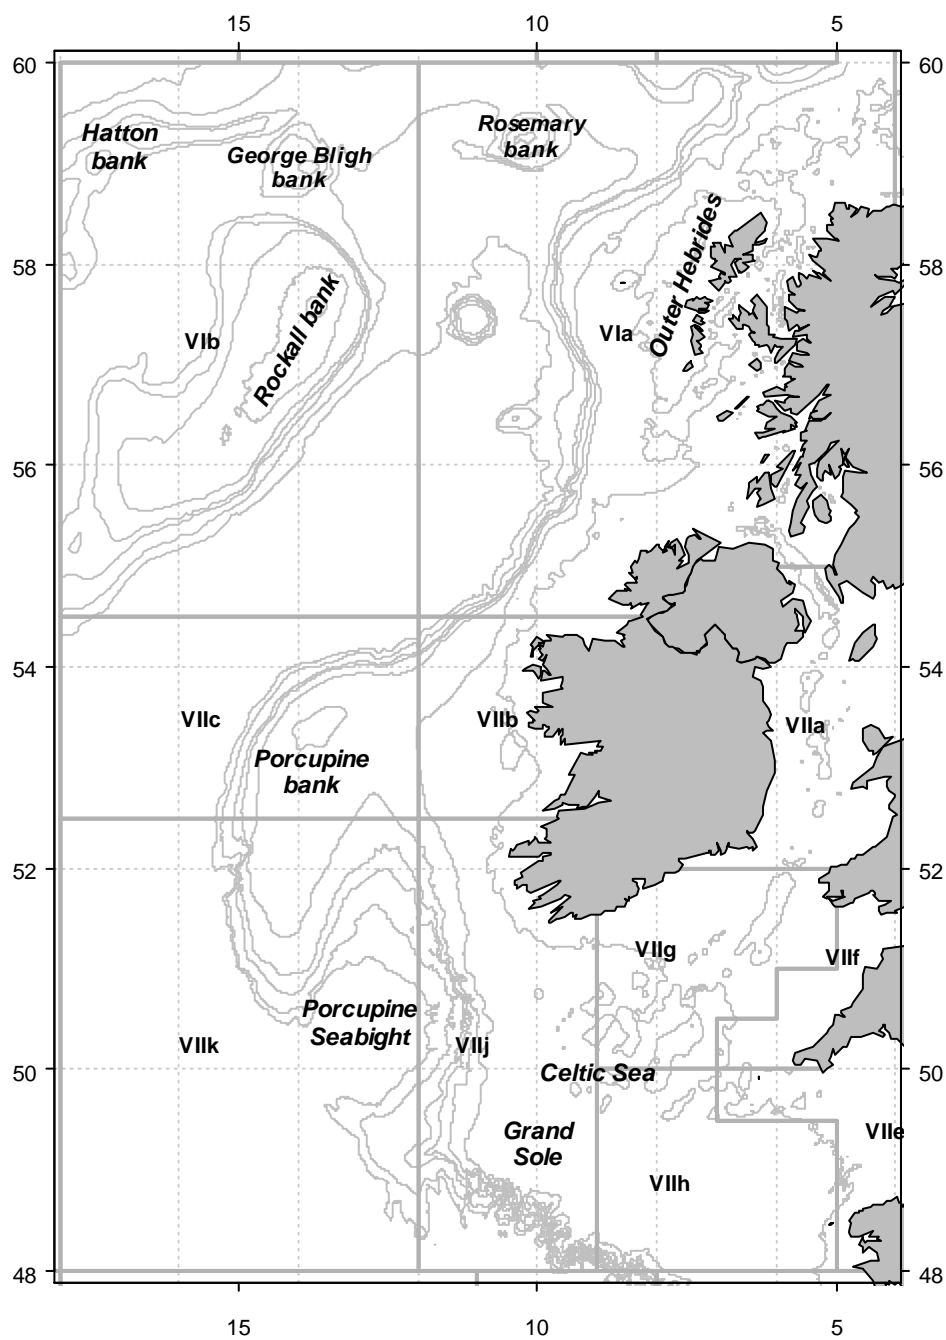 15 10 5
60 60
Hatton
bank
Rosemary
bank
George Bligh
bank
58 58
Outer Hebrides
Rockall bank
VIb
VIa
56 56
54 54
VIIc
VIIb
VIIa
Porcupine
bank
52 52
VIIg
VIIf
Porcupine
Seabight
VIIk
VIIj
50 50
Celtic Sea
Grand
Sole
VIIe
VIIh
48 48
15 10 5